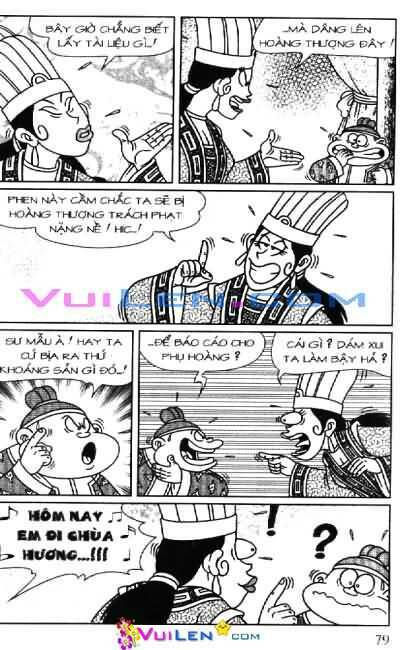 BÂY GIỜ CHẲNG BIẾT
LẤY TÀI LIỆU GÌ...!
...MÀ DÂNG LÊN
HOÀNG THƯỢNG ĐÂY!
PHEN NÀY CẦM CHẮC TA SẼ BỊ
HOÀNG THƯỢNG TRÁCH PHẠT
NẶNG NỀ! HIC...!
VUILEN.COM
SƯ MẪU À! HAY TA
CỨ BỊA RA THỨ
KHOÁNG SẢN GÌ ĐÓ...!
...ĐỂ BÁO CÁO CHO
PHỤ HOÀNG?
CÁI GÌ? DÁM XUI
TA LÀM BẬY HẢ?
HÔM NAY
EM ĐI CHÙA
HƯƠNG...!!!
!
?
?
79
VUILEN.COM